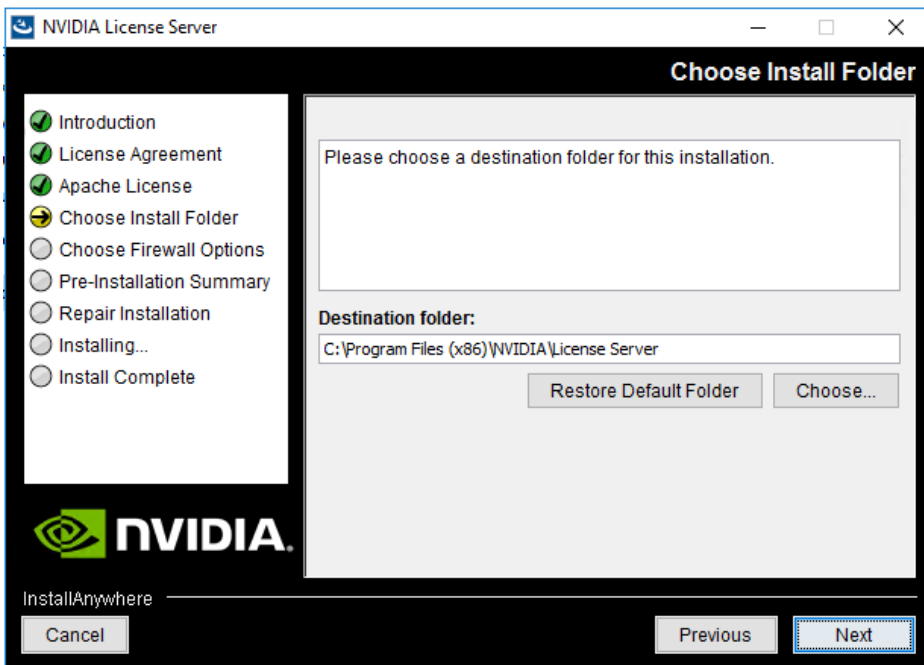 NVIDIA License Server
Choose Install Folder
Introduction
License Agreement
Apache License
Choose Install Folder
Choose Firewall Options
Pre-Installation Summary
Repair Installation
Installing...
Install Complete
Please choose a destination folder for this installation.
Destination folder:
C:\Program Files (x86)\NVIDIA\License Server
Restore Default Folder
Choose...
NVIDIA.
InstallAnywhere
Cancel
Previous
Next